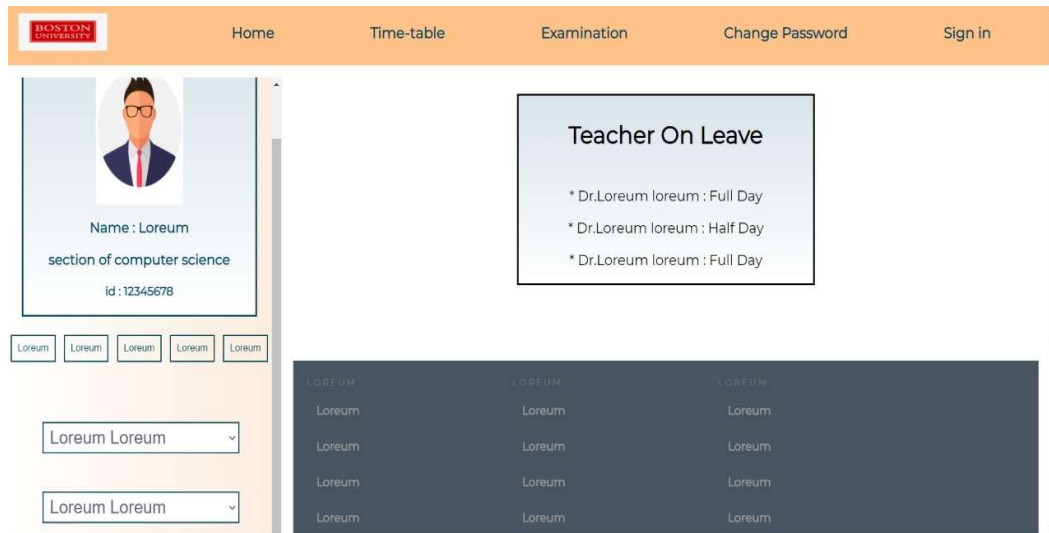 BOSTON
UNIVERSITY
Home Time-table Examination Change Password Sign in
Name : Loreum
section of computer science
id : 12345678
Loreum Loreum Loreum Loreum Loreum
Loreum Loreum
Loreum Loreum
Teacher On Leave
* Dr.Loreum loreum : Full Day
* Dr.Loreum loreum : Half Day
* Dr.Loreum loreum : Full Day
LOREUM LOREUM LOREUM
Loreum Loreum Loreum
Loreum Loreum Loreum
Loreum Loreum Loreum
Loreum Loreum Loreum